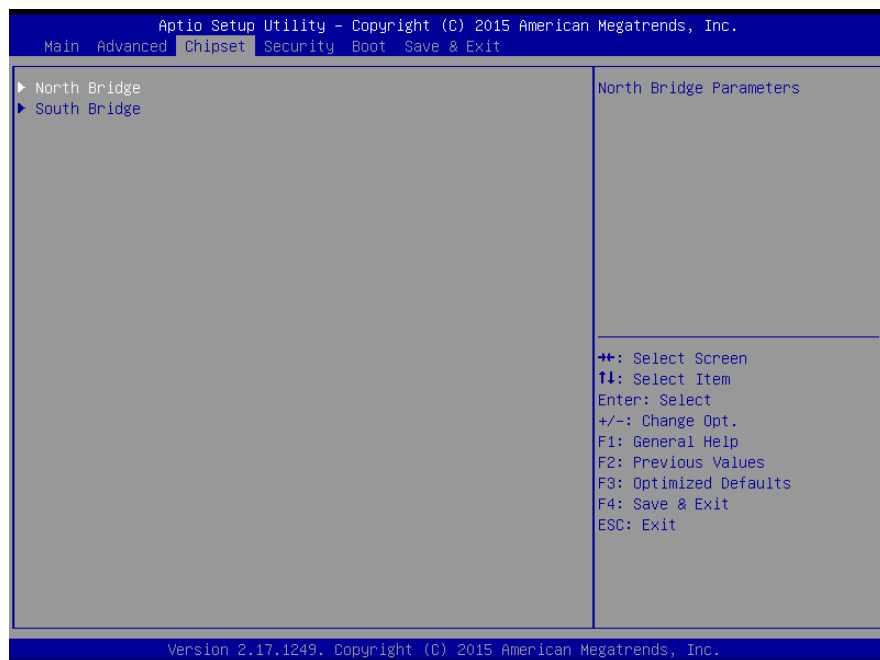 Aptio Setup Utility – Copyright (C) 2015 American Megatrends, Inc.
Main Advanced Chipset Security Boot Save & Exit
▶ North Bridge
▶ South Bridge
North Bridge Parameters
→←: Select Screen
↑↓: Select Item
Enter: Select
+/-: Change Opt.
F1: General Help
F2: Previous Values
F3: Optimized Defaults
F4: Save & Exit
ESC: Exit
Version 2.17.1249. Copyright (C) 2015 American Megatrends, Inc.